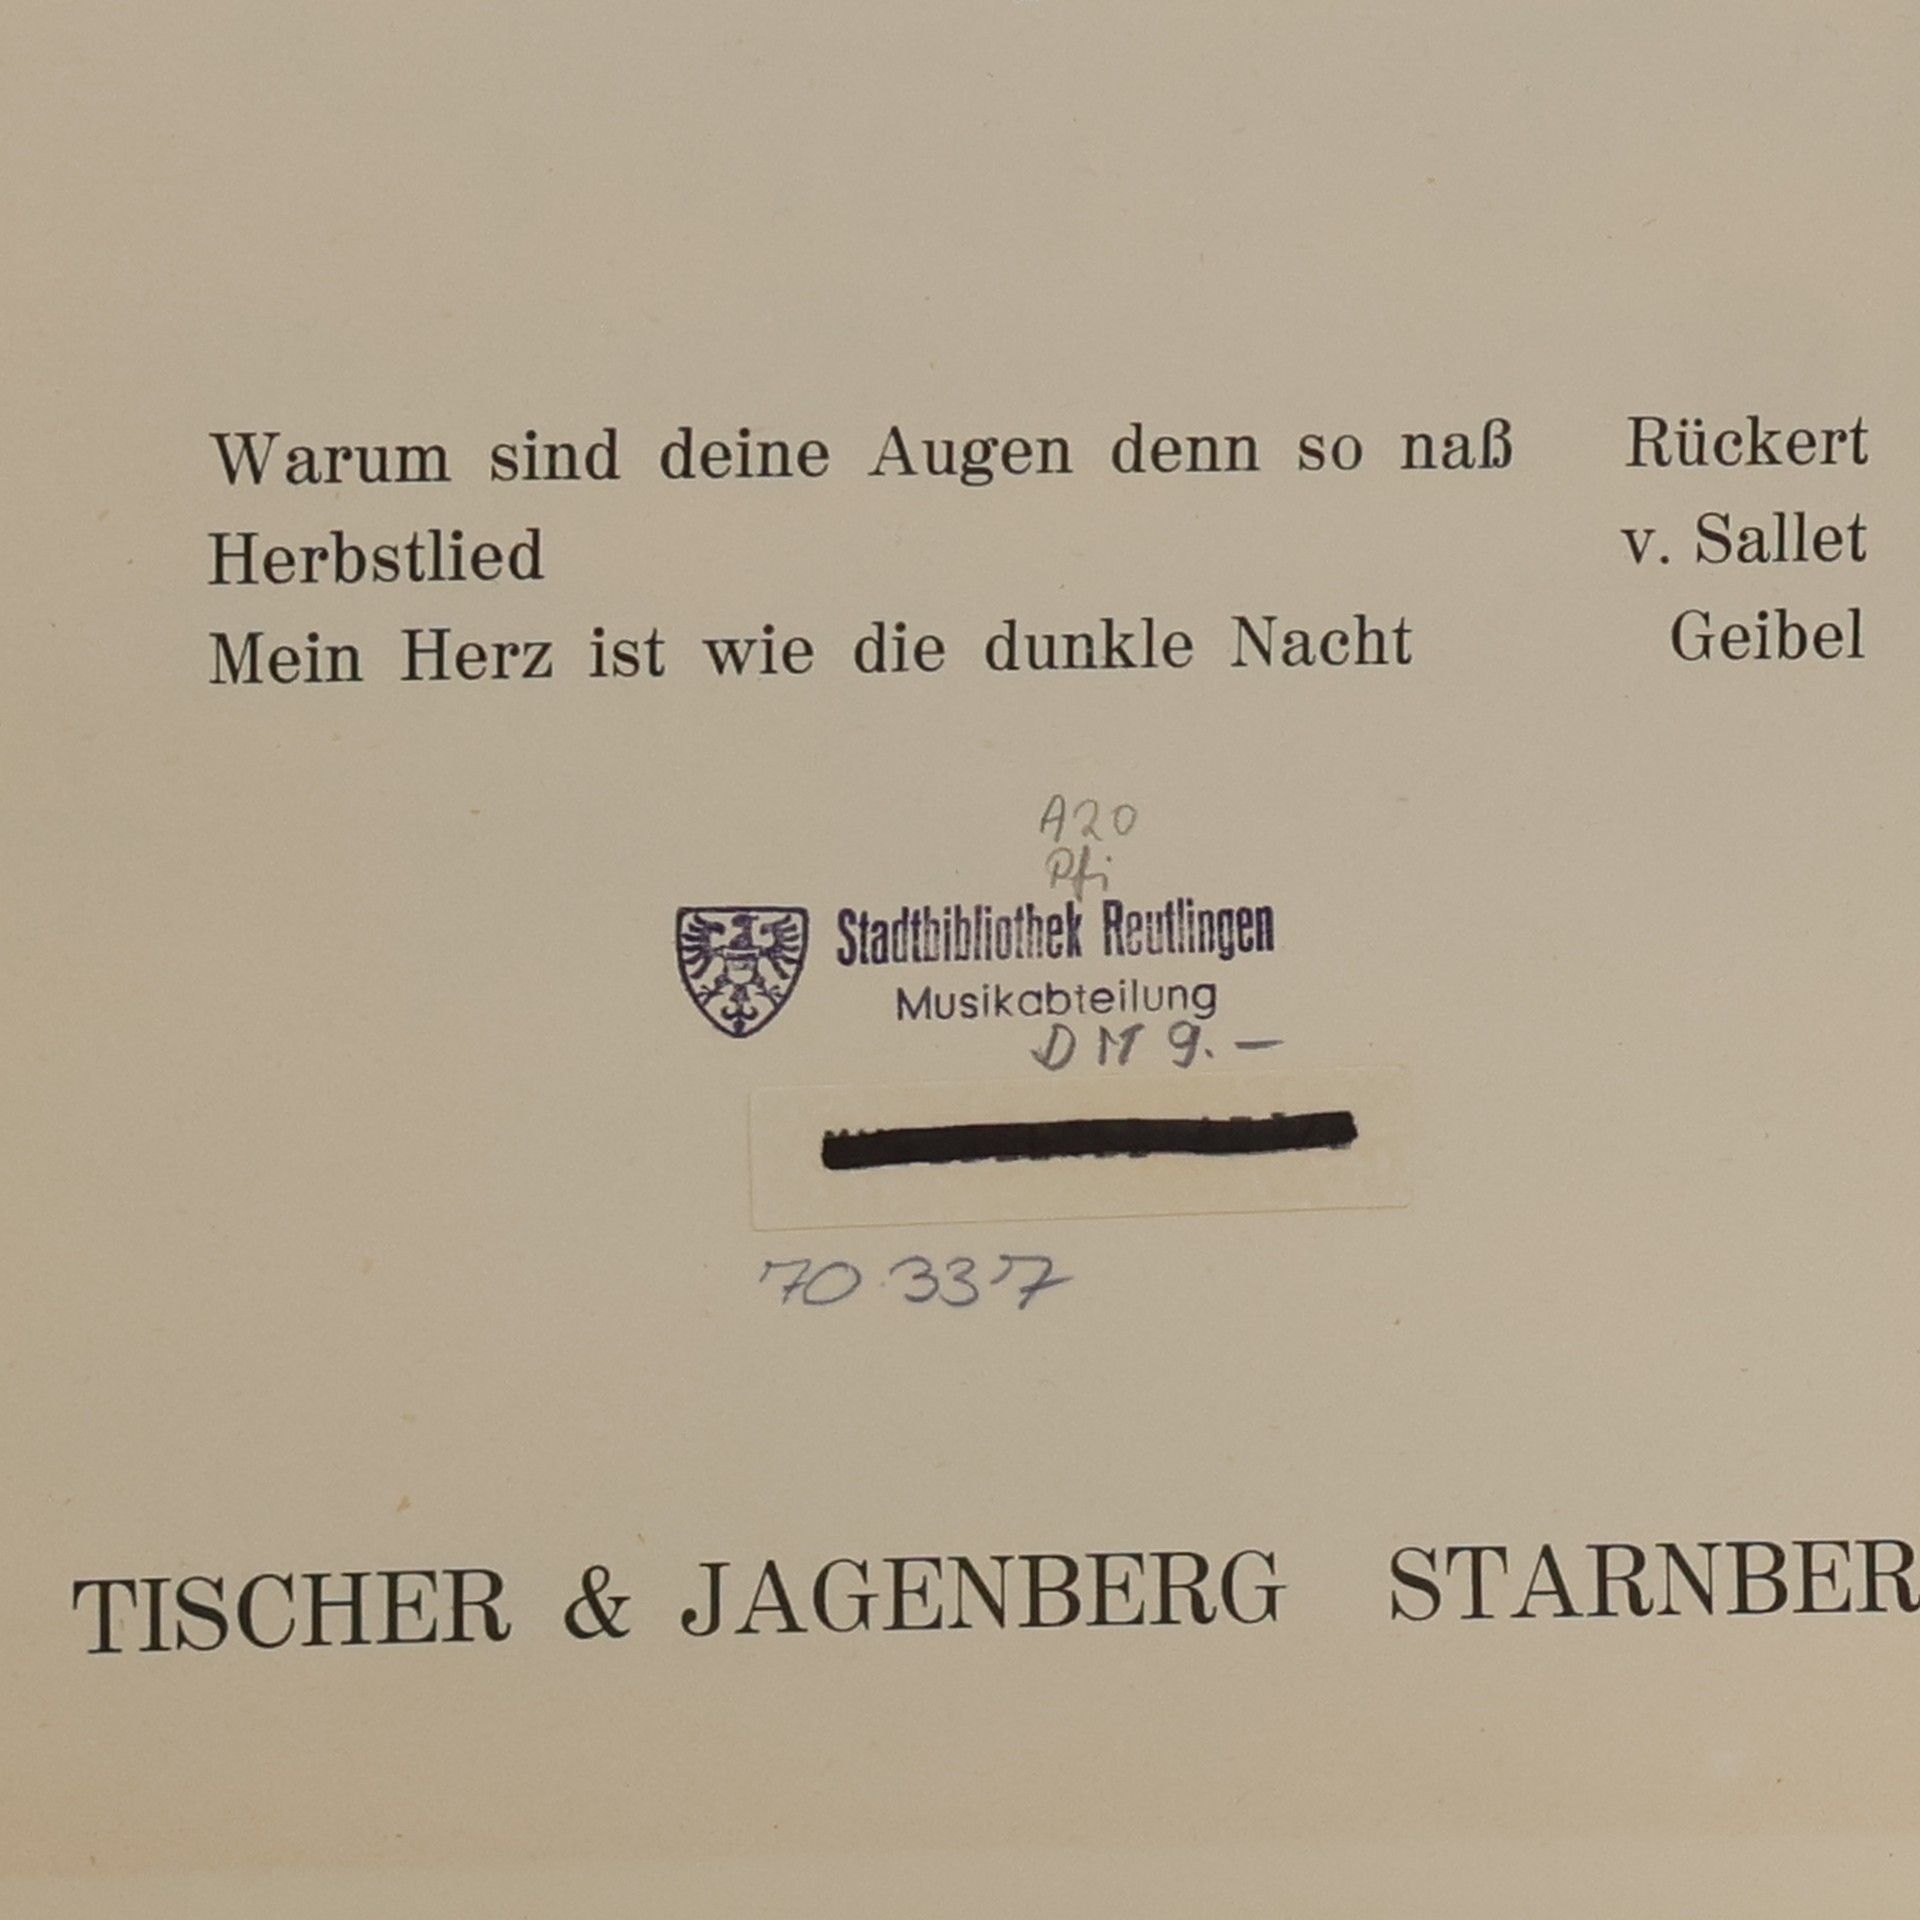 Warum sind deine Augen denn so naß Rückert
Herbstlied v. Sallet
Mein Herz ist wie die dunkle Nacht Geibel
A20
Pfi
Stadtbibliothek Reutlingen
Musikabteilung
DM 9.–
70.337
TISCHER & JAGENBERG STARNBER